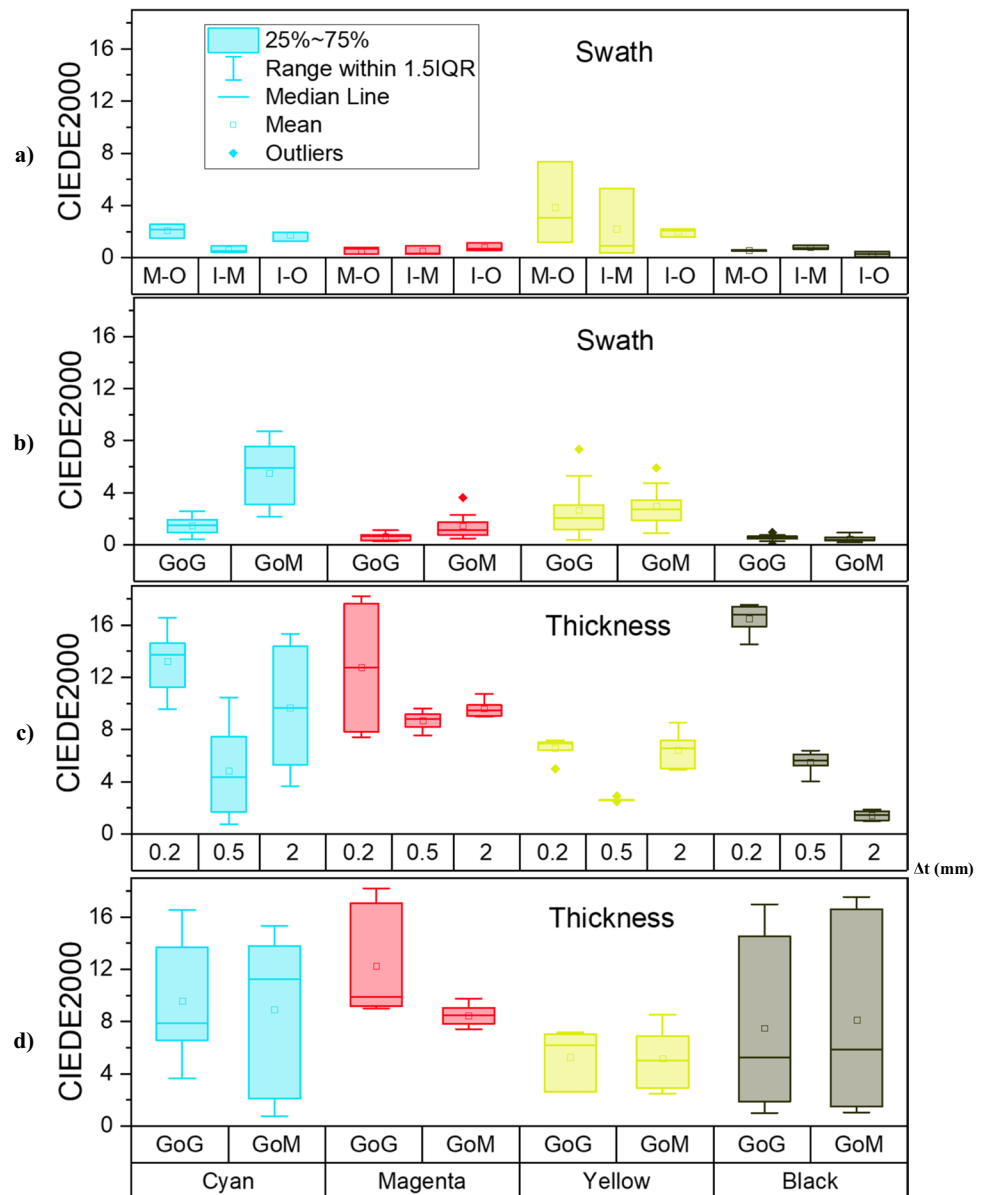 a)
CIEDE2000
16
12
8
4
0
25%~75%
Range within 1.5IQR
Median Line
Mean
Outliers
Swath
M-O I-M I-O M-O I-M I-O M-O I-M I-O M-O I-M I-O
b)
CIEDE2000
16
12
8
4
0
Swath
GoG GoM GoG GoM GoG GoM GoG GoM
c)
CIEDE2000
16
12
8
4
0
Thickness
0.2 0.5 2 0.2 0.5 2 0.2 0.5 2 0.2 0.5 2
Δt (mm)
d)
CIEDE2000
16
12
8
4
0
Thickness
GoG GoM GoG GoM GoG GoM GoG GoM
Cyan Magenta Yellow Black